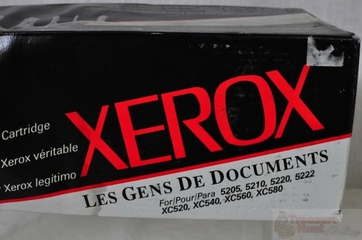 Cartridge
Xerox véritable
Xerox legítimo
XEROX
LES GENS DE DOCUMENTS
For/Pour/Para 5205, 5210, 5220, 5222
XC520, XC540, XC560, XC580